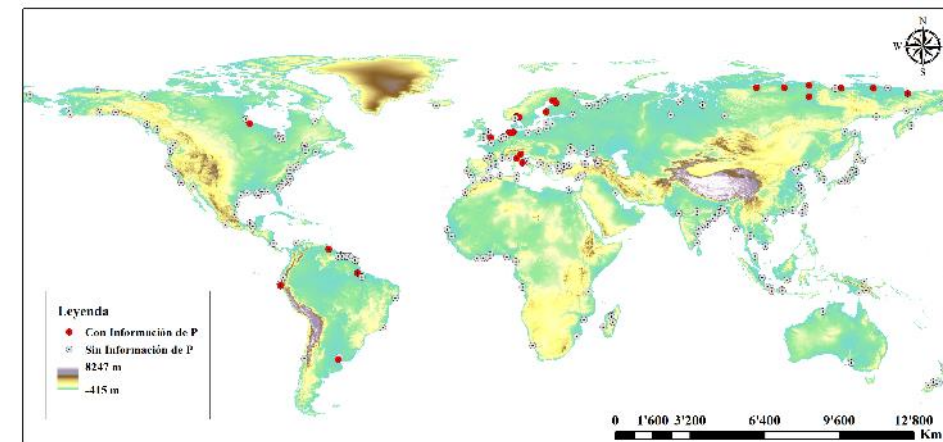 N
W
S
Leyenda
Con Información de P
Sin Información de P
8247 m
-415 m
0 1'600 3'200 6'400 9'600 12'800
Km